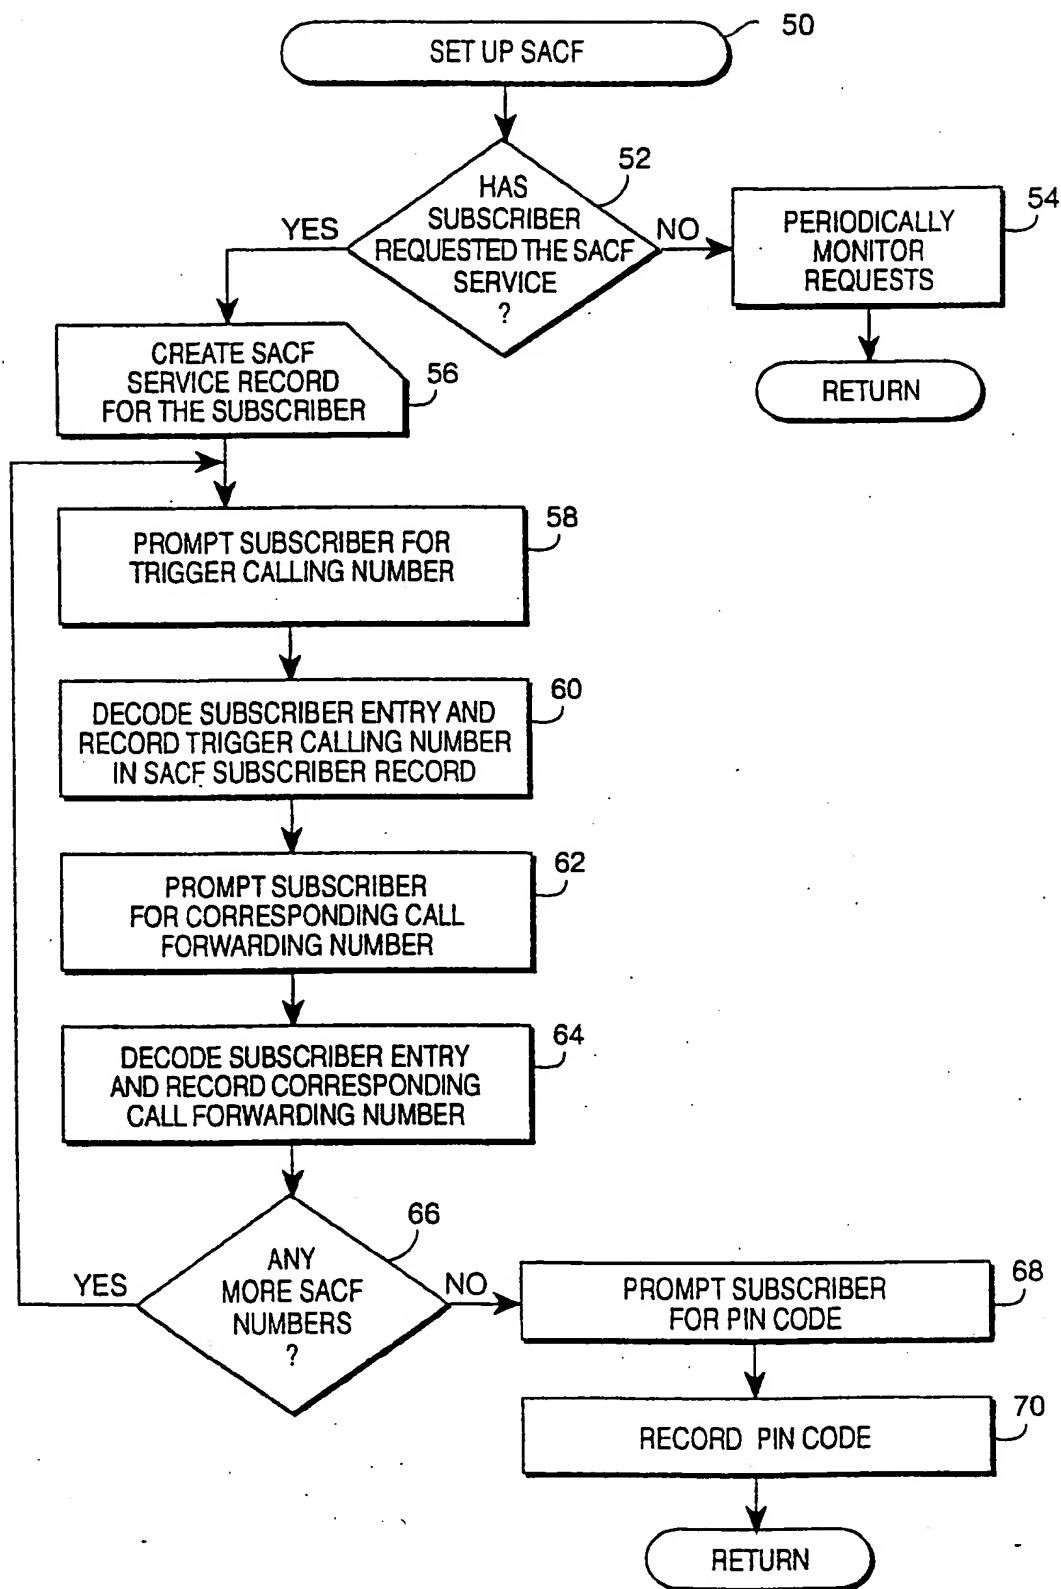 SET UP SACF
50
HAS
SUBSCRIBER
REQUESTED THE SACF
SERVICE
?
52
YES
NO
PERIODICALLY
MONITOR
REQUESTS
54
RETURN
CREATE SACF
SERVICE RECORD
FOR THE SUBSCRIBER
56
PROMPT SUBSCRIBER FOR
TRIGGER CALLING NUMBER
58
DECODE SUBSCRIBER ENTRY AND
RECORD TRIGGER CALLING NUMBER
IN SACF SUBSCRIBER RECORD
60
PROMPT SUBSCRIBER
FOR CORRESPONDING CALL
FORWARDING NUMBER
62
DECODE SUBSCRIBER ENTRY
AND RECORD CORRESPONDING
CALL FORWARDING NUMBER
64
ANY
MORE SACF
NUMBERS
?
66
YES
NO
PROMPT SUBSCRIBER
FOR PIN CODE
68
RECORD PIN CODE
70
RETURN